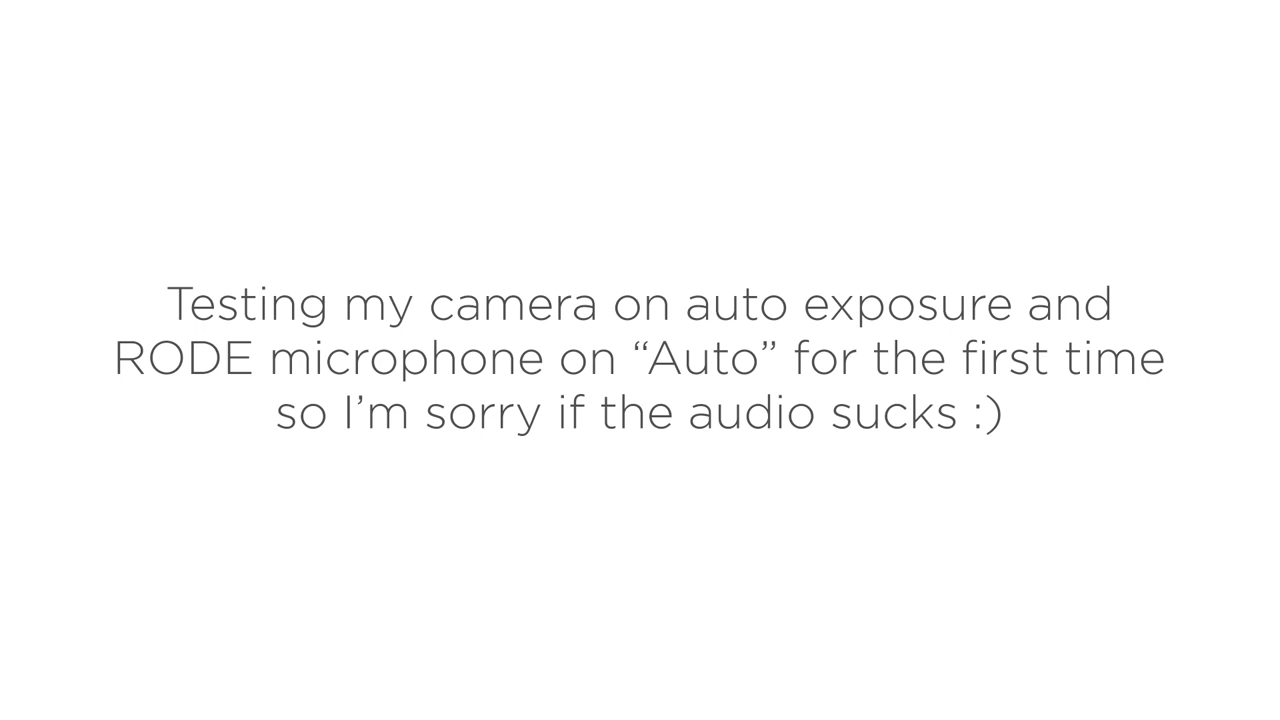 Testing my camera on auto exposure and
RODE microphone on “Auto” for the first time
so I’m sorry if the audio sucks :)